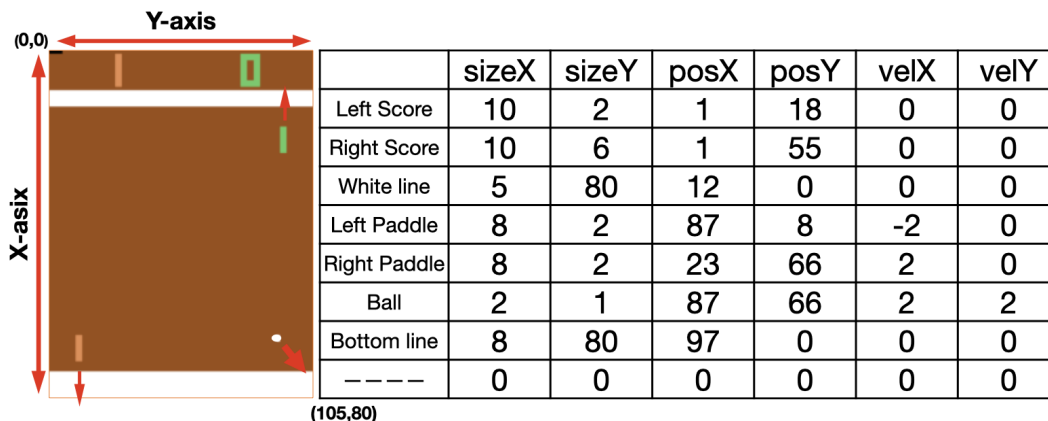 Y-axis
(0,0)
X-asix
(105,80)
sizeX sizeY posX posY velX velY
Left Score 10 2 1 18 0 0
Right Score 10 6 1 55 0 0
White line 5 80 12 0 0 0
Left Paddle 8 2 87 8 -2 0
Right Paddle 8 2 23 66 2 0
Ball 2 1 87 66 2 2
Bottom line 8 80 97 0 0 0
---- 0 0 0 0 0 0